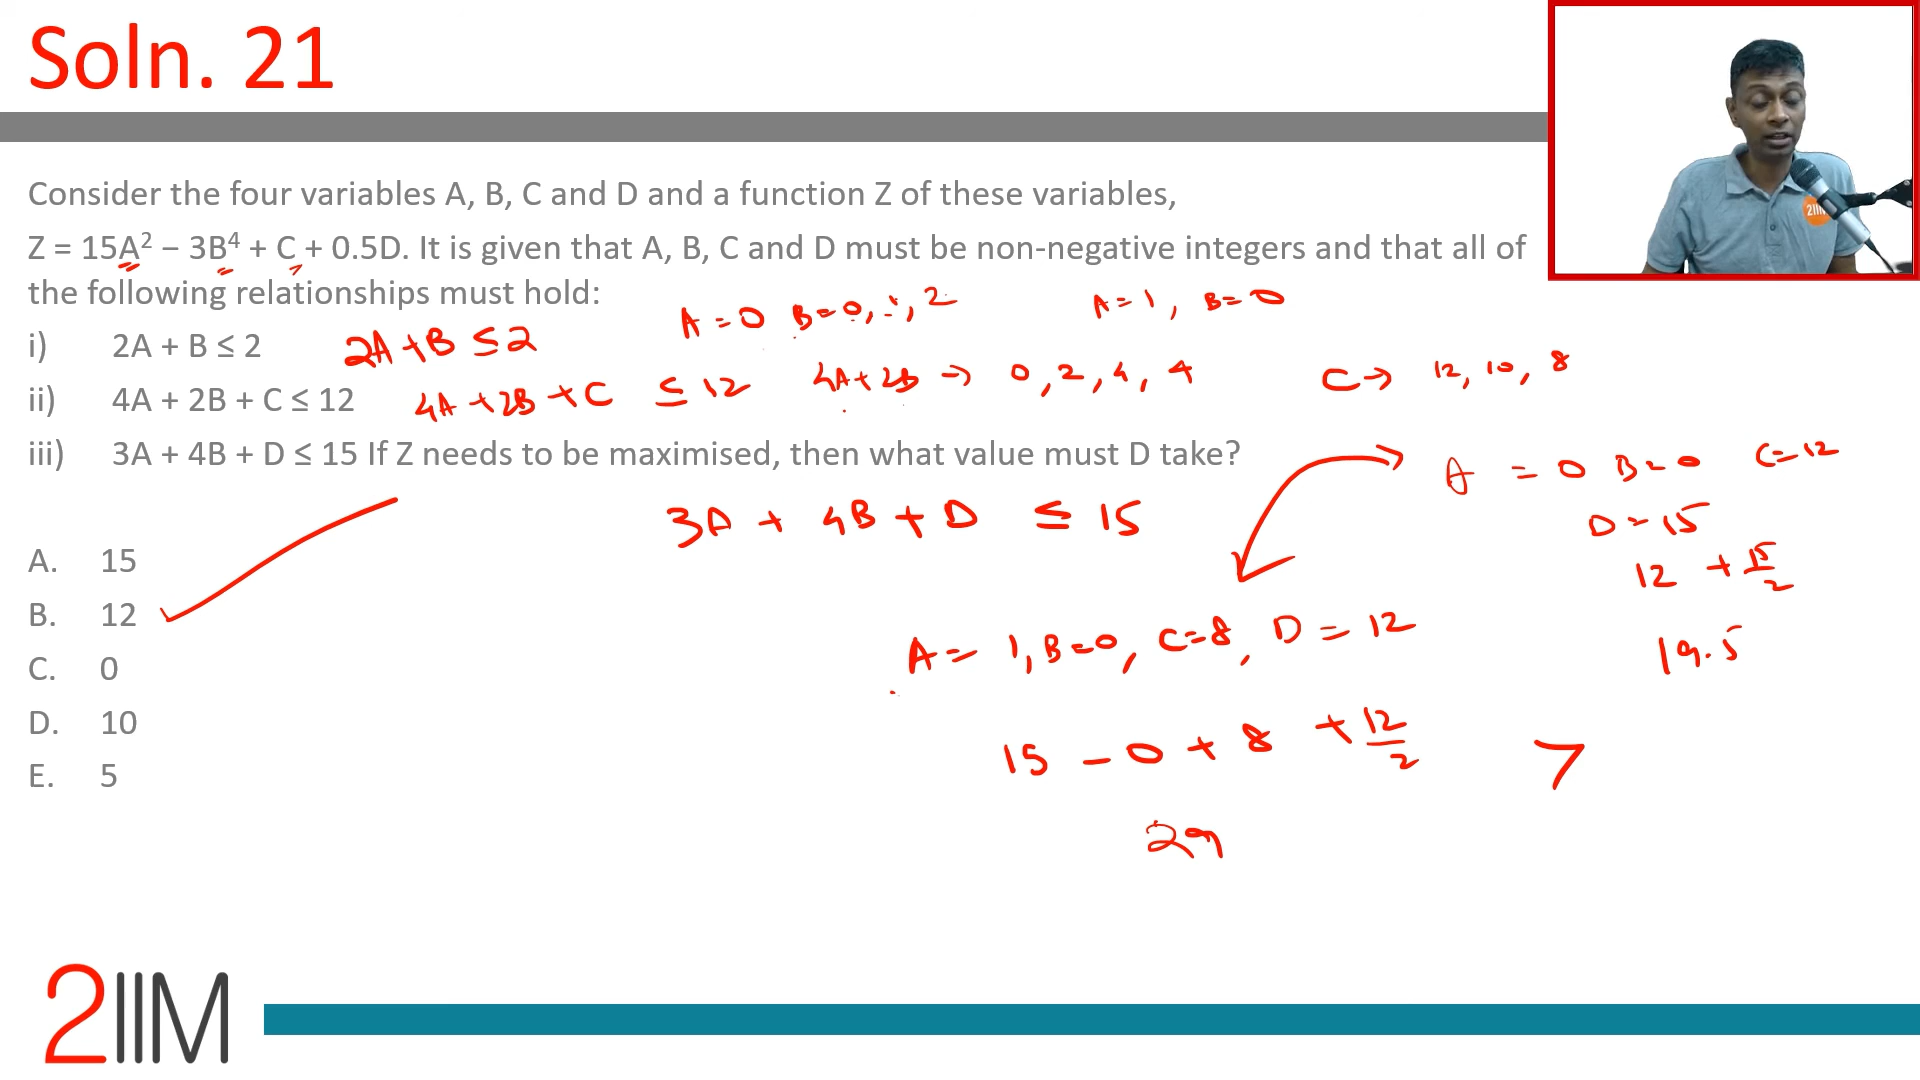 Soln. 21
Consider the four variables A, B, C and D and a function Z of these variables,
Z = 15A² − 3B⁴ + C + 0.5D. It is given that A, B, C and D must be non-negative integers and that all of
the following relationships must hold:
A = 0 B = 0, 1, 2
A = 1, B = 0
i) 2A + B ≤ 2
2A + B ≤ 2
4A + 2B → 0, 2, 4, 4
C → 12, 10, 8
ii) 4A + 2B + C ≤ 12
4A + 2B + C ≤ 12
iii) 3A + 4B + D ≤ 15 If Z needs to be maximised, then what value must D take?
A = 0 B = 0 C = 12
3A + 4B + D ≤ 15
D = 15
A. 15
12 + 15/2
B. 12
A = 1, B = 0, C = 8, D = 12
19.5
C. 0
D. 10
15 − 0 + 8 + 12/2 >
E. 5
29
2IIM
2IIM